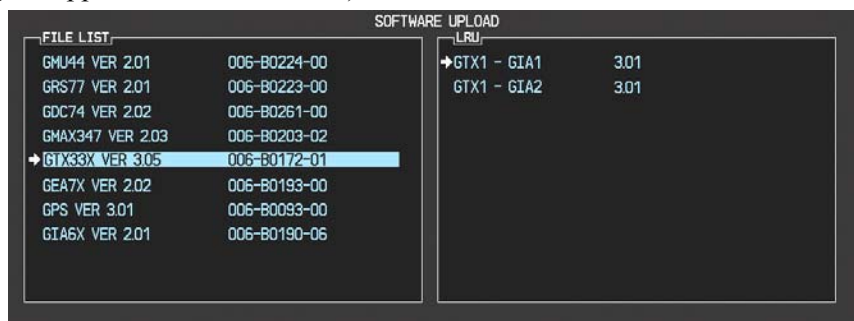 SOFTWARE UPLOAD
FILE LIST
GMU44 VER 2.01 006-B0224-00
GRS77 VER 2.01 006-B0223-00
GDC74 VER 2.02 006-B0261-00
GMAX347 VER 2.03 006-B0203-02
GTX33X VER 3.05 006-B0172-01
GEA7X VER 2.02 006-B0193-00
GPS VER 3.01 006-B0093-00
GIA6X VER 2.01 006-B0190-06
LRU
GTX1 - GIA1 3.01
GTX1 - GIA2 3.01